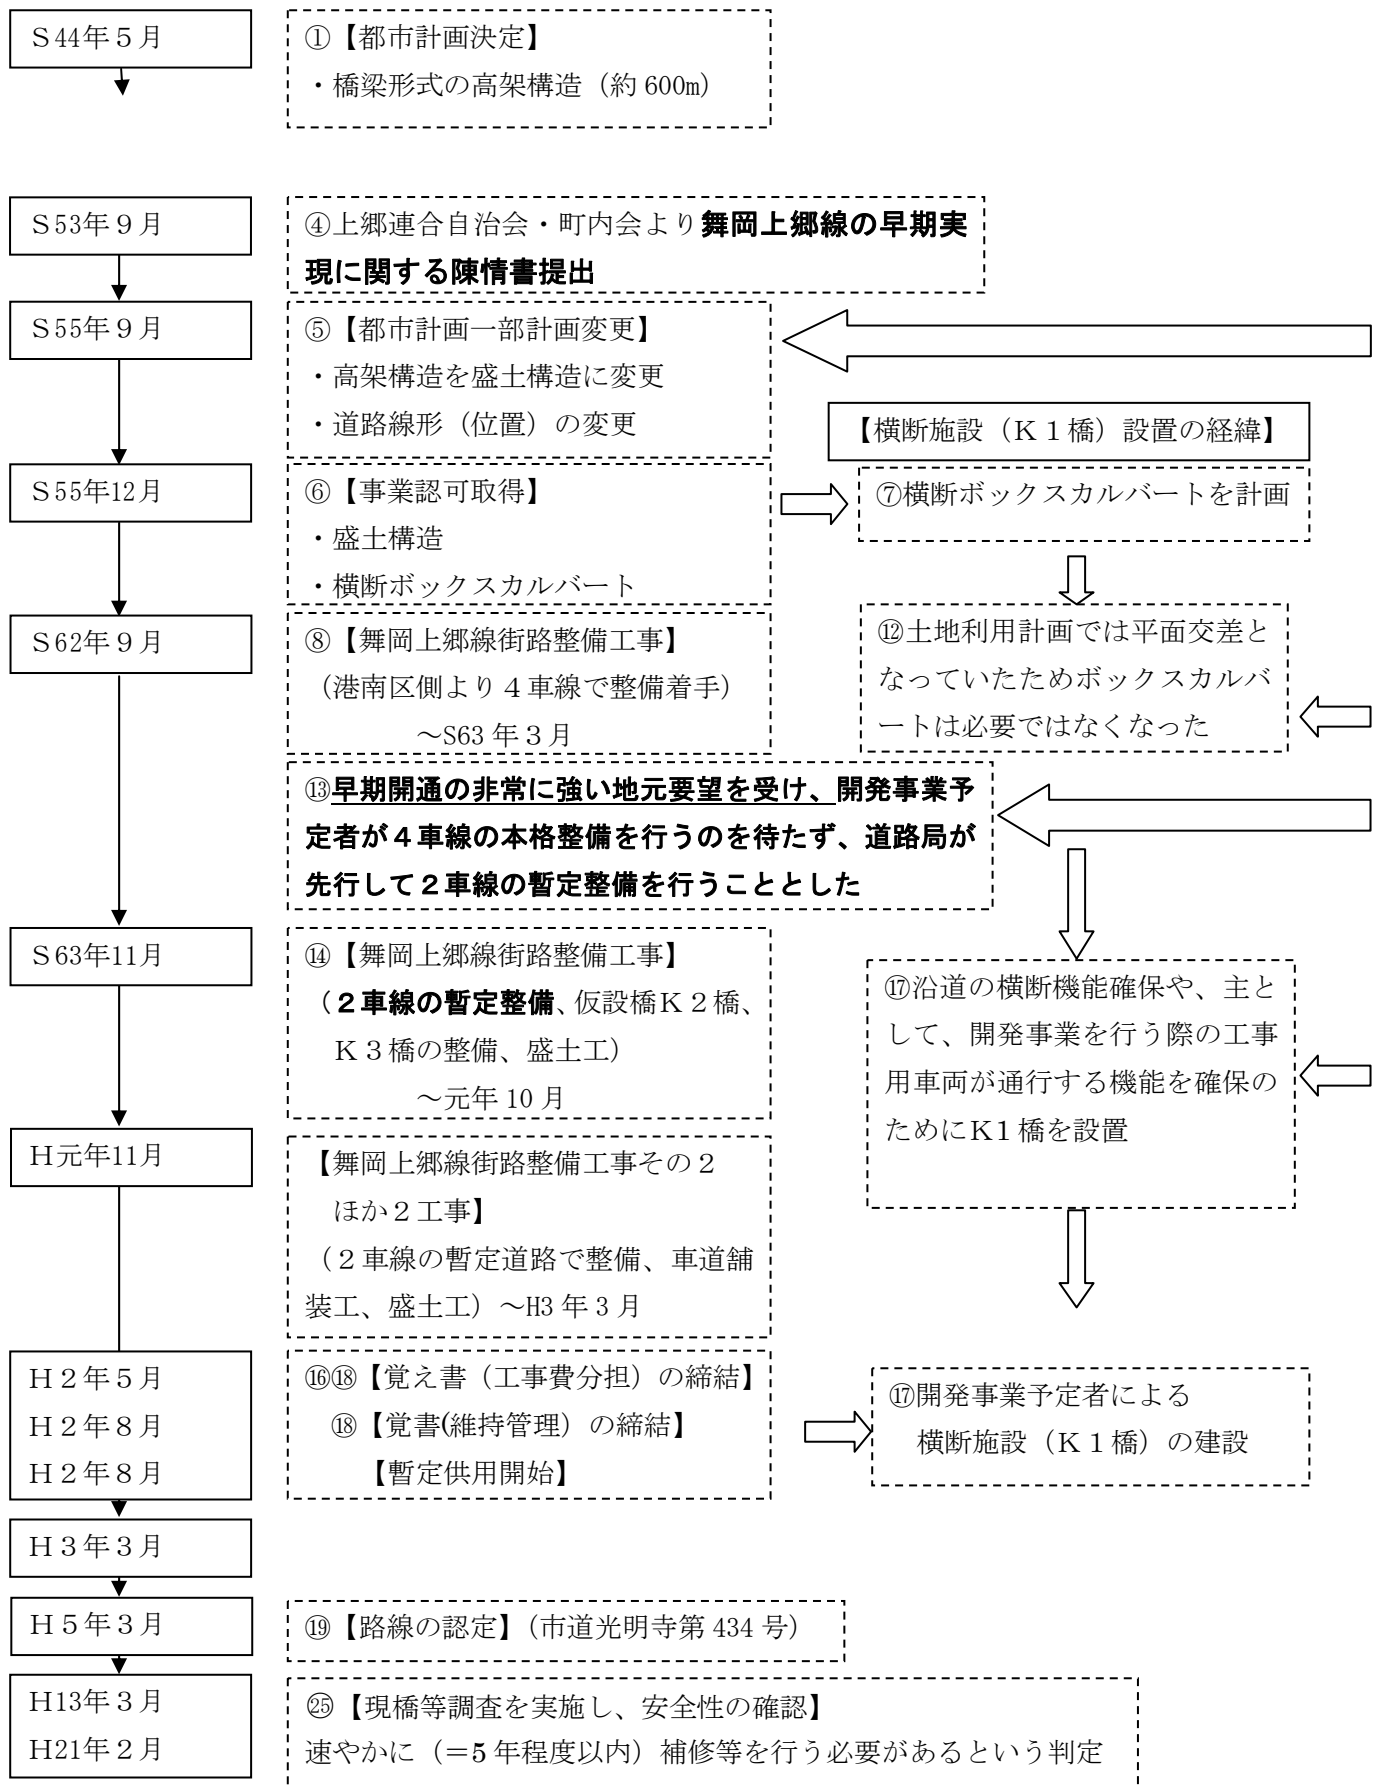 Ｓ44年５月
①【都市計画決定】
・橋梁形式の高架構造（約 600m）
Ｓ53年９月
④上郷連合自治会・町内会より舞岡上郷線の早期実
現に関する陳情書提出
Ｓ55年９月
⑤【都市計画一部計画変更】
・高架構造を盛土構造に変更
・道路線形（位置）の変更
【横断施設（Ｋ１橋）設置の経緯】
Ｓ55年12月
⑥【事業認可取得】
・盛土構造
・横断ボックスカルバート
⑦横断ボックスカルバートを計画
Ｓ62年９月
⑧【舞岡上郷線街路整備工事】
（港南区側より４車線で整備着手）
～S63 年３月
⑫土地利用計画では平面交差と
なっていたためボックスカルバ
ートは必要ではなくなった
⑬早期開通の非常に強い地元要望を受け、開発事業予
定者が４車線の本格整備を行うのを待たず、道路局が
先行して２車線の暫定整備を行うこととした
Ｓ63年11月
⑭【舞岡上郷線街路整備工事】
（２車線の暫定整備、仮設橋Ｋ２橋、
Ｋ３橋の整備、盛土工）
～元年 10 月
⑰沿道の横断機能確保や、主と
して、開発事業を行う際の工事
用車両が通行する機能を確保の
ためにK1 橋を設置
Ｈ元年11月
【舞岡上郷線街路整備工事その２
ほか２工事】
（２車線の暫定道路で整備、車道舗
装工、盛土工）～H3 年 3 月
Ｈ２年５月
Ｈ２年８月
Ｈ２年８月
⑯⑱【覚え書（工事費分担）の締結】
⑱【覚書(維持管理）の締結】
【暫定供用開始】
⑰開発事業予定者による
横断施設（Ｋ１橋）の建設
Ｈ３年３月
Ｈ５年３月
⑲【路線の認定】（市道光明寺第 434 号）
H13年３月
H21年２月
㉕【現橋等調査を実施し、安全性の確認】
速やかに（＝5 年程度以内）補修等を行う必要があるという判定